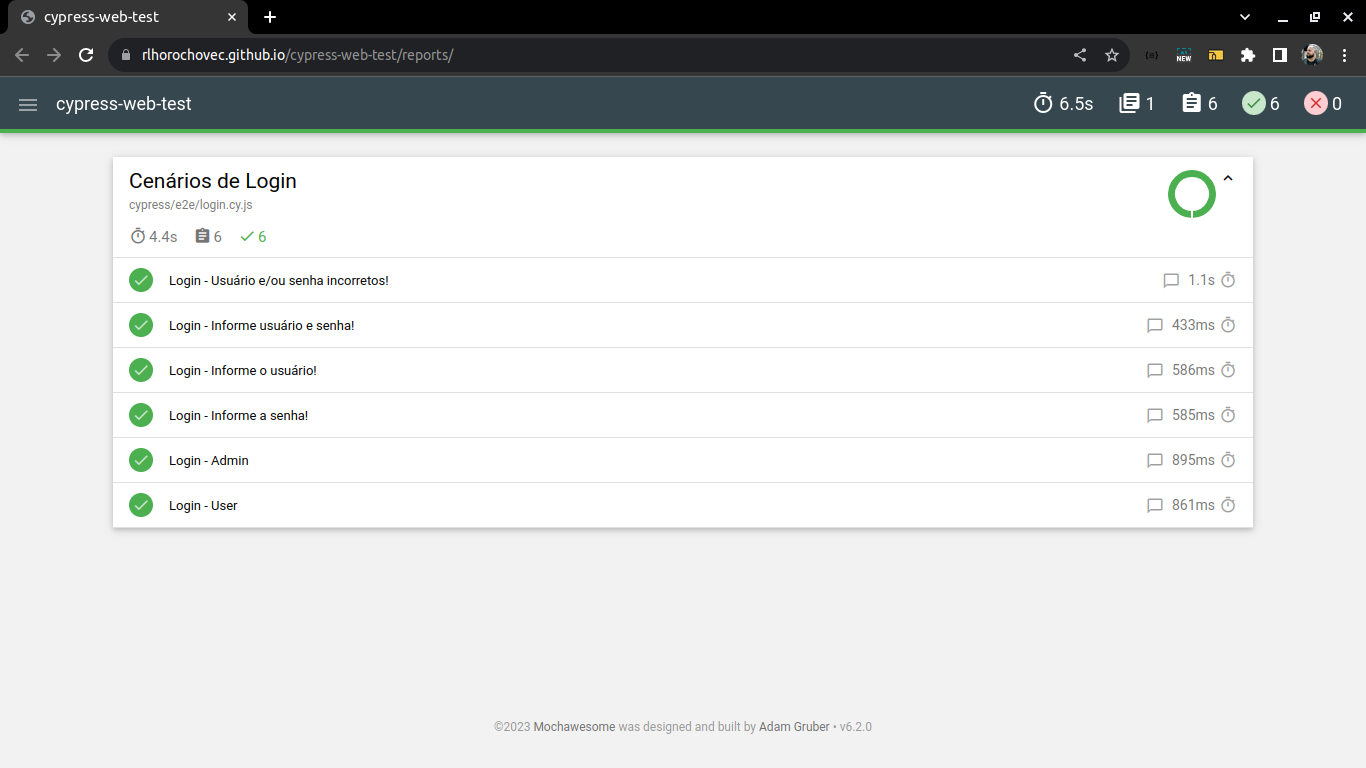 cypress-web-test
rlhorochovec.github.io/cypress-web-test/reports/
NEW
cypress-web-test
6.5s 1 6 6 0
Cenários de Login
cypress/e2e/login.cy.js
4.4s 6 6
Login - Usuário e/ou senha incorretos! 1.1s
Login - Informe usuário e senha! 433ms
Login - Informe o usuário! 586ms
Login - Informe a senha! 585ms
Login - Admin 895ms
Login - User 861ms
©2023 Mochawesome was designed and built by Adam Gruber • v6.2.0